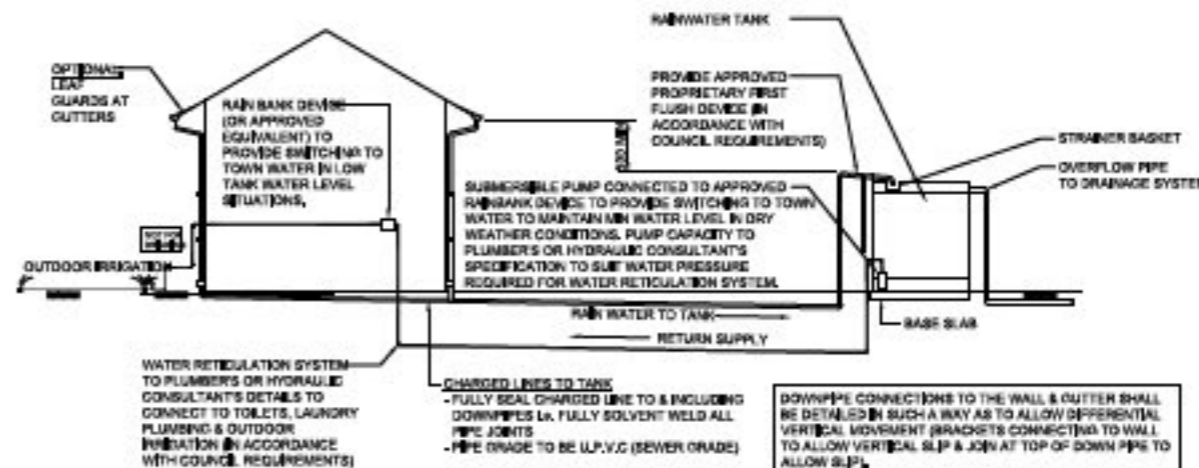 RAINWATER TANK
OPTIONAL
LEAF
GUARDS AT
GUTTERS
RAIN BANK DEVICE
(OR APPROVED
EQUIVALENT) TO
PROVIDE SWITCHING TO
TOWN WATER IN LOW
TANK WATER LEVEL
SITUATIONS.
PROVIDE APPROVED
PROPRIETARY FIRST
FLUSH DEVICE (IN
ACCORDANCE WITH
COUNCIL REQUIREMENTS)
STRAINER BASKET
OVERFLOW PIPE
TO DRAINAGE SYSTEM
SUBMERSIBLE PUMP CONNECTED TO APPROVED
RAINBANK DEVICE TO PROVIDE SWITCHING TO TOWN
WATER TO MAINTAIN MIN WATER LEVEL IN DRY
WEATHER CONDITIONS. PUMP CAPACITY TO
PLUMBER'S OR HYDRAULIC CONSULTANT'S
SPECIFICATION TO SUIT WATER PRESSURE
REQUIRED FOR WATER RETICULATION SYSTEM.
OUTDOOR IRRIGATION
RAIN WATER TO TANK
BASE SLAB
RETURN SUPPLY
WATER RETICULATION SYSTEM
TO PLUMBER'S OR HYDRAULIC
CONSULTANT'S DETAILS TO
CONNECT TO TOILETS, LAUNDRY
PLUMBING & OUTDOOR
IRRIGATION (IN ACCORDANCE
WITH COUNCIL REQUIREMENTS)
CHARGED LINES TO TANK
- FULLY SEAL CHARGED LINE TO & INCLUDING
DOWNPIPES i.e. FULLY SOLVENT WELD ALL
PIPE JOINTS
- PIPE GRADE TO BE U.P.V.C (SEWER GRADE)
DOWNPIPE CONNECTIONS TO THE WALL & GUTTER SHALL
BE DETAILED IN SUCH A WAY AS TO ALLOW DIFFERENTIAL
VERTICAL MOVEMENT (BRACKETS CONNECTING TO WALL
TO ALLOW VERTICAL SLIP & JOIN AT TOP OF DOWN PIPE TO
ALLOW SLIP).